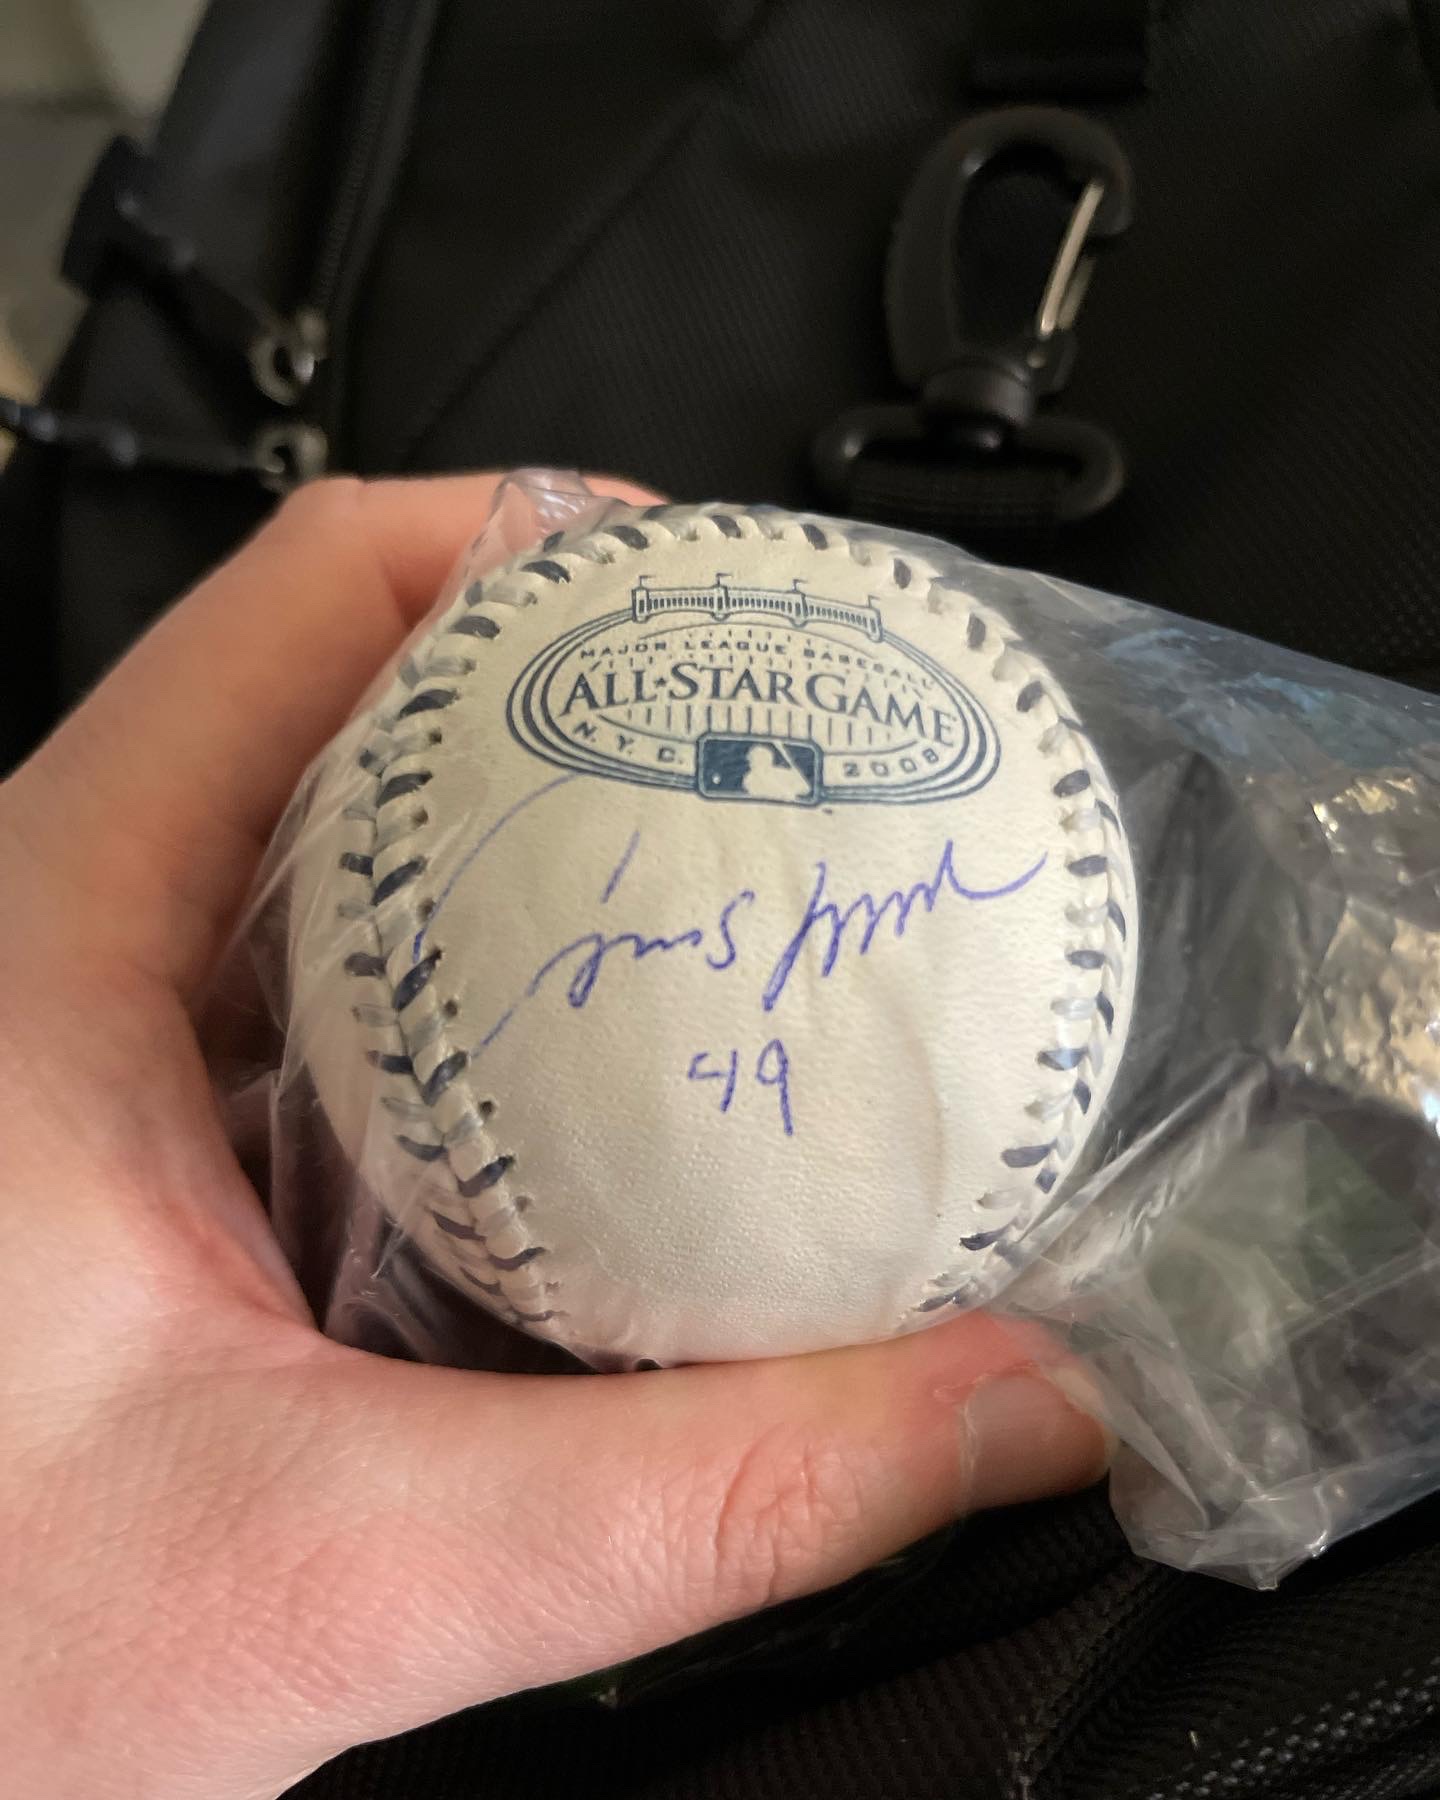 MAJOR LEAGUE BASEBALL
ALL★STAR GAME
N.Y.C. 2008
49